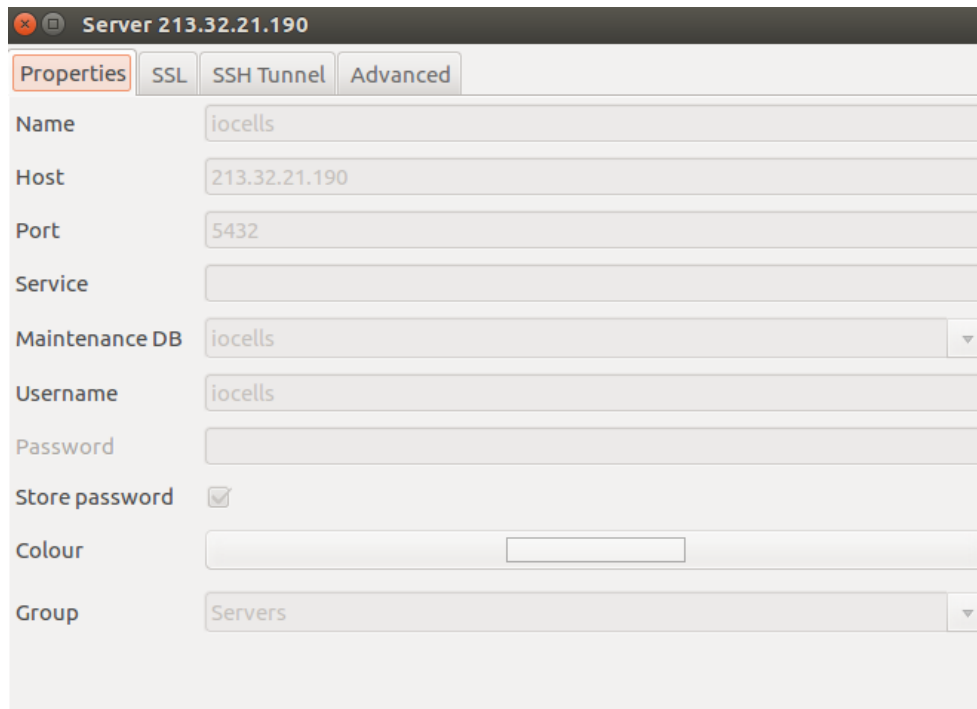 Server 213.32.21.190
Properties SSL SSH Tunnel Advanced
Name iocells
Host 213.32.21.190
Port 5432
Service
Maintenance DB iocells
Username iocells
Password
Store password
Colour
Group Servers